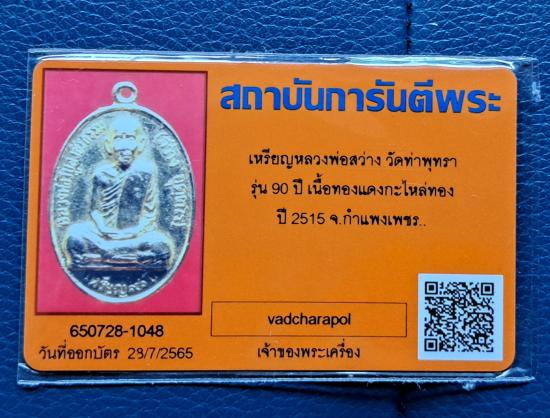 สถาบันการันตีพระ
เหรียญหลวงพ่อสว่าง วัดท่าพุทรา
รุ่น 90 ปี เนื้อทองแดงกะไหล่ทอง
ปี 2515 จ.กำแพงเพชร..
vadcharapol
เจ้าของพระเครื่อง
650728-1048
วันที่ออกบัตร 28/7/2565